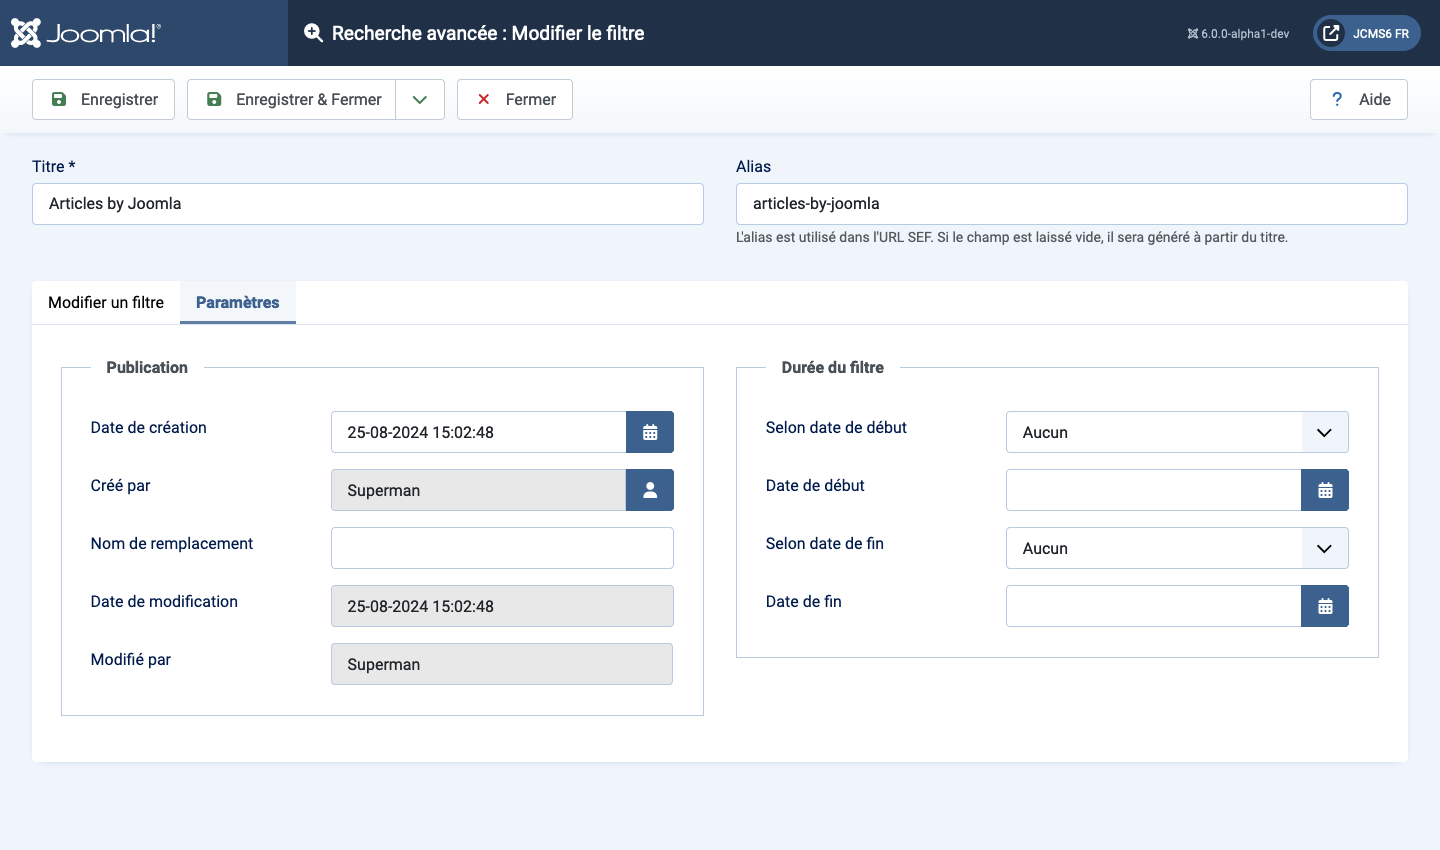 Joomla!®
Recherche avancée : Modifier le filtre
6.0.0-alpha1-dev
JCMS6 FR
Enregistrer
Enregistrer & Fermer
Fermer
? Aide
Titre *
Articles by Joomla
Alias
articles-by-joomla
L'alias est utilisé dans l'URL SEF. Si le champ est laissé vide, il sera généré à partir du titre.
Modifier un filtre
Paramètres
Publication
Date de création
25-08-2024 15:02:48
Créé par
Superman
Nom de remplacement
Date de modification
25-08-2024 15:02:48
Modifié par
Superman
Durée du filtre
Selon date de début
Aucun
Date de début
Selon date de fin
Aucun
Date de fin